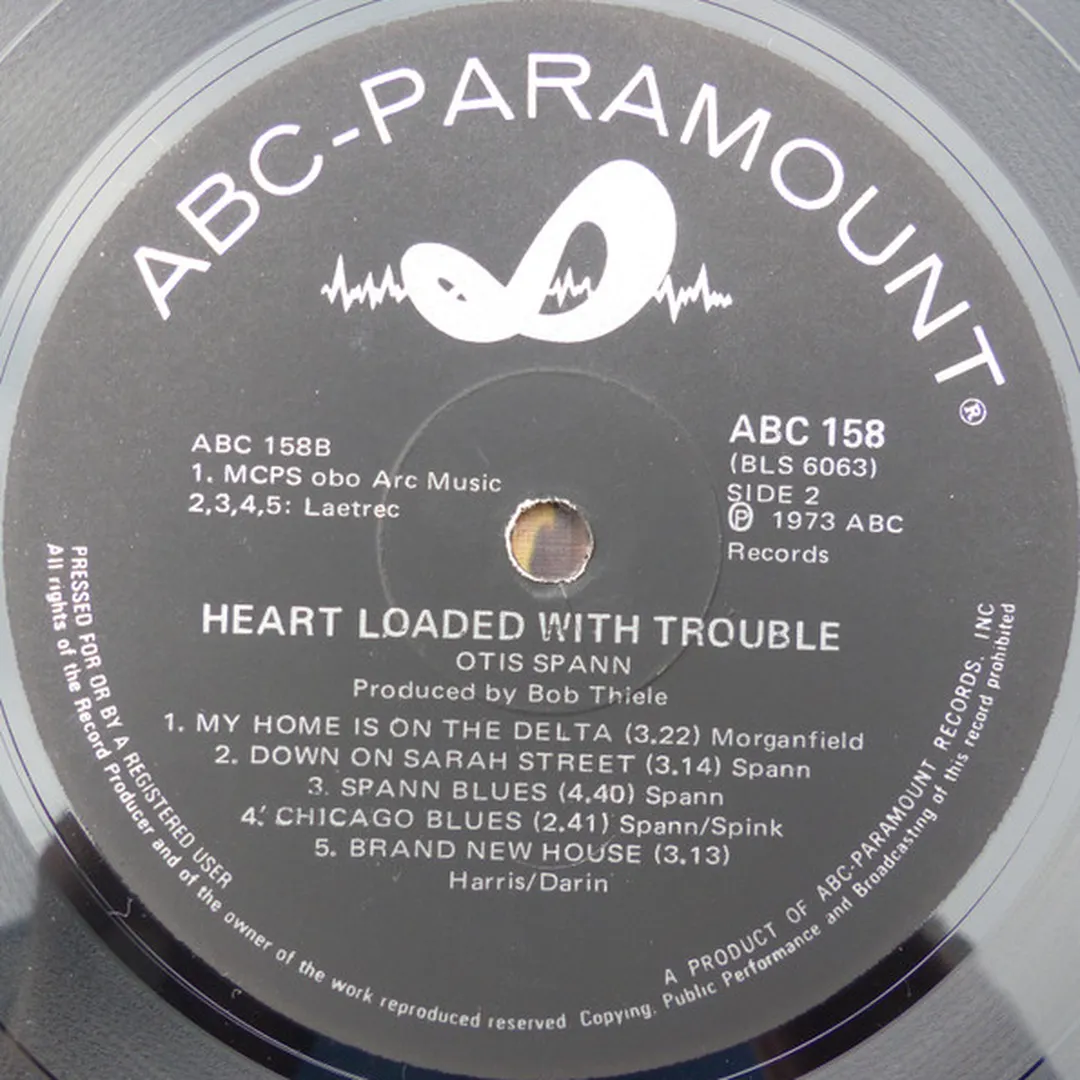 ABC-PARAMOUNT
®
ABC 158B
1. MCPS obo Arc Music
2,3,4,5: Laetrec
ABC 158
(BLS 6063)
SIDE 2
℗ 1973 ABC
Records
HEART LOADED WITH TROUBLE
OTIS SPANN
Produced by Bob Thiele
1. MY HOME IS ON THE DELTA (3.22) Morganfield
2. DOWN ON SARAH STREET (3.14) Spann
3. SPANN BLUES (4.40) Spann
4. CHICAGO BLUES (2.41) Spann/Spink
5. BRAND NEW HOUSE (3.13)
Harris/Darin
PRESSED FOR OR BY A REGISTERED USER
A PRODUCT OF ABC-PARAMOUNT RECORDS, INC
All rights of the Record Producer and of the owner of the work reproduced reserved Copying, Public Performance and Broadcasting of this record prohibited